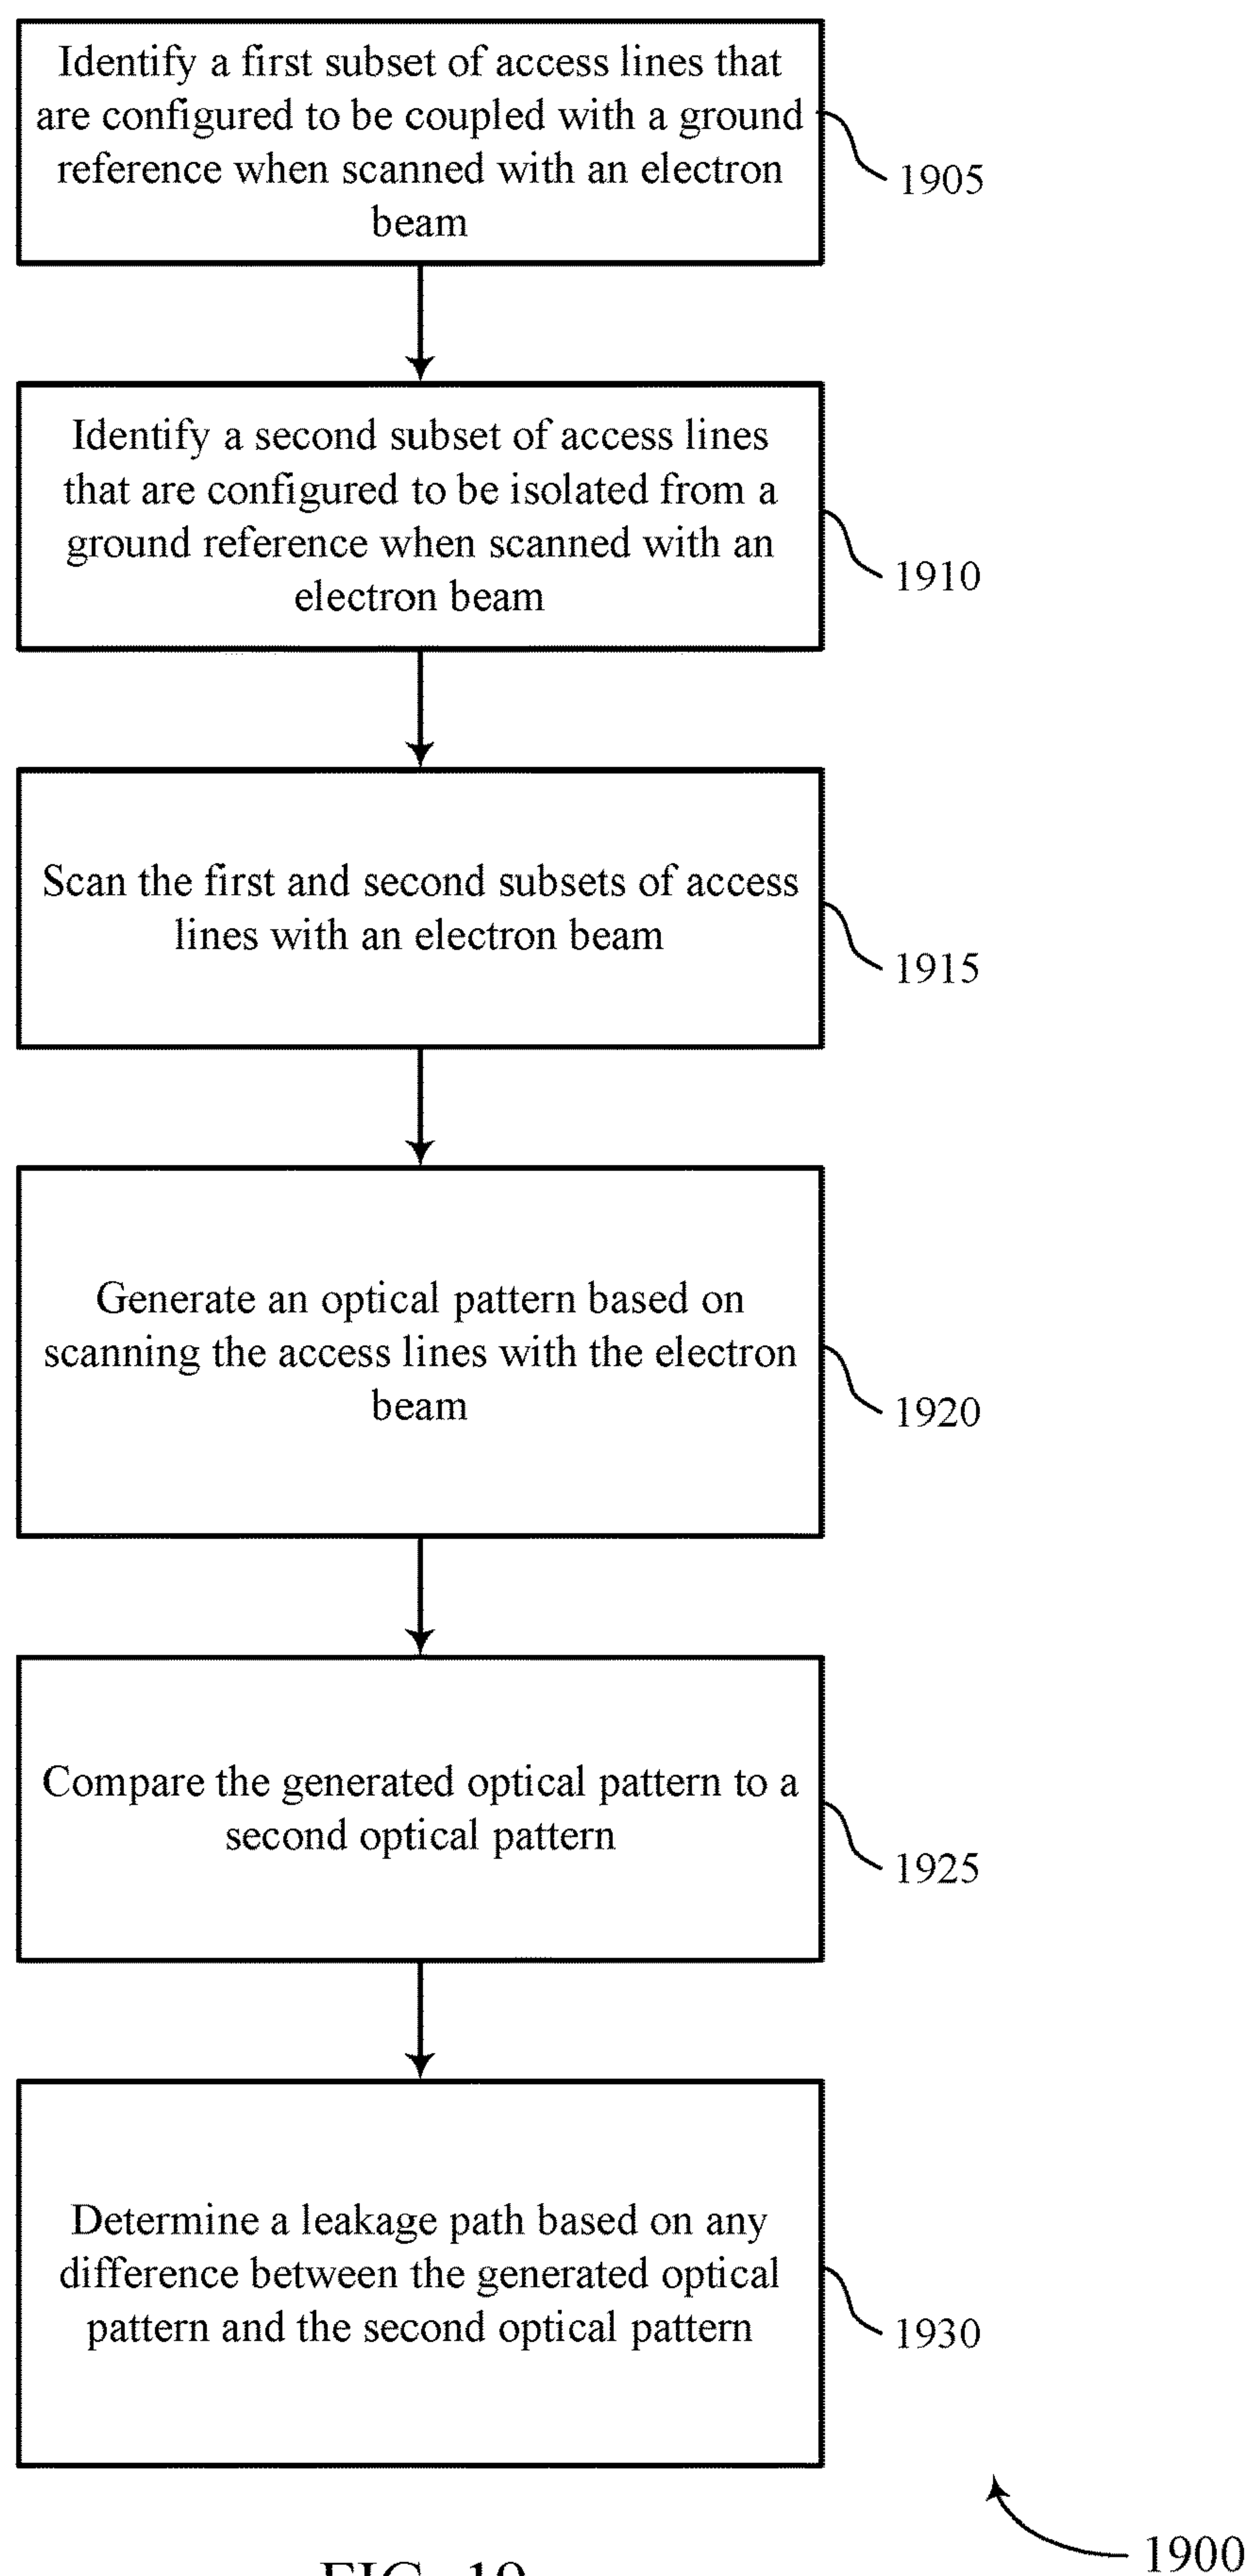 Identify a first subset of access lines that
are configured to be coupled with a ground
reference when scanned with an electron
beam
1905
Identify a second subset of access lines
that are configured to be isolated from a
ground reference when scanned with an
electron beam
1910
Scan the first and second subsets of access
lines with an electron beam
1915
Generate an optical pattern based on
scanning the access lines with the electron
beam
1920
Compare the generated optical pattern to a
second optical pattern
1925
Determine a leakage path based on any
difference between the generated optical
pattern and the second optical pattern
1930
1900
FIG. 19